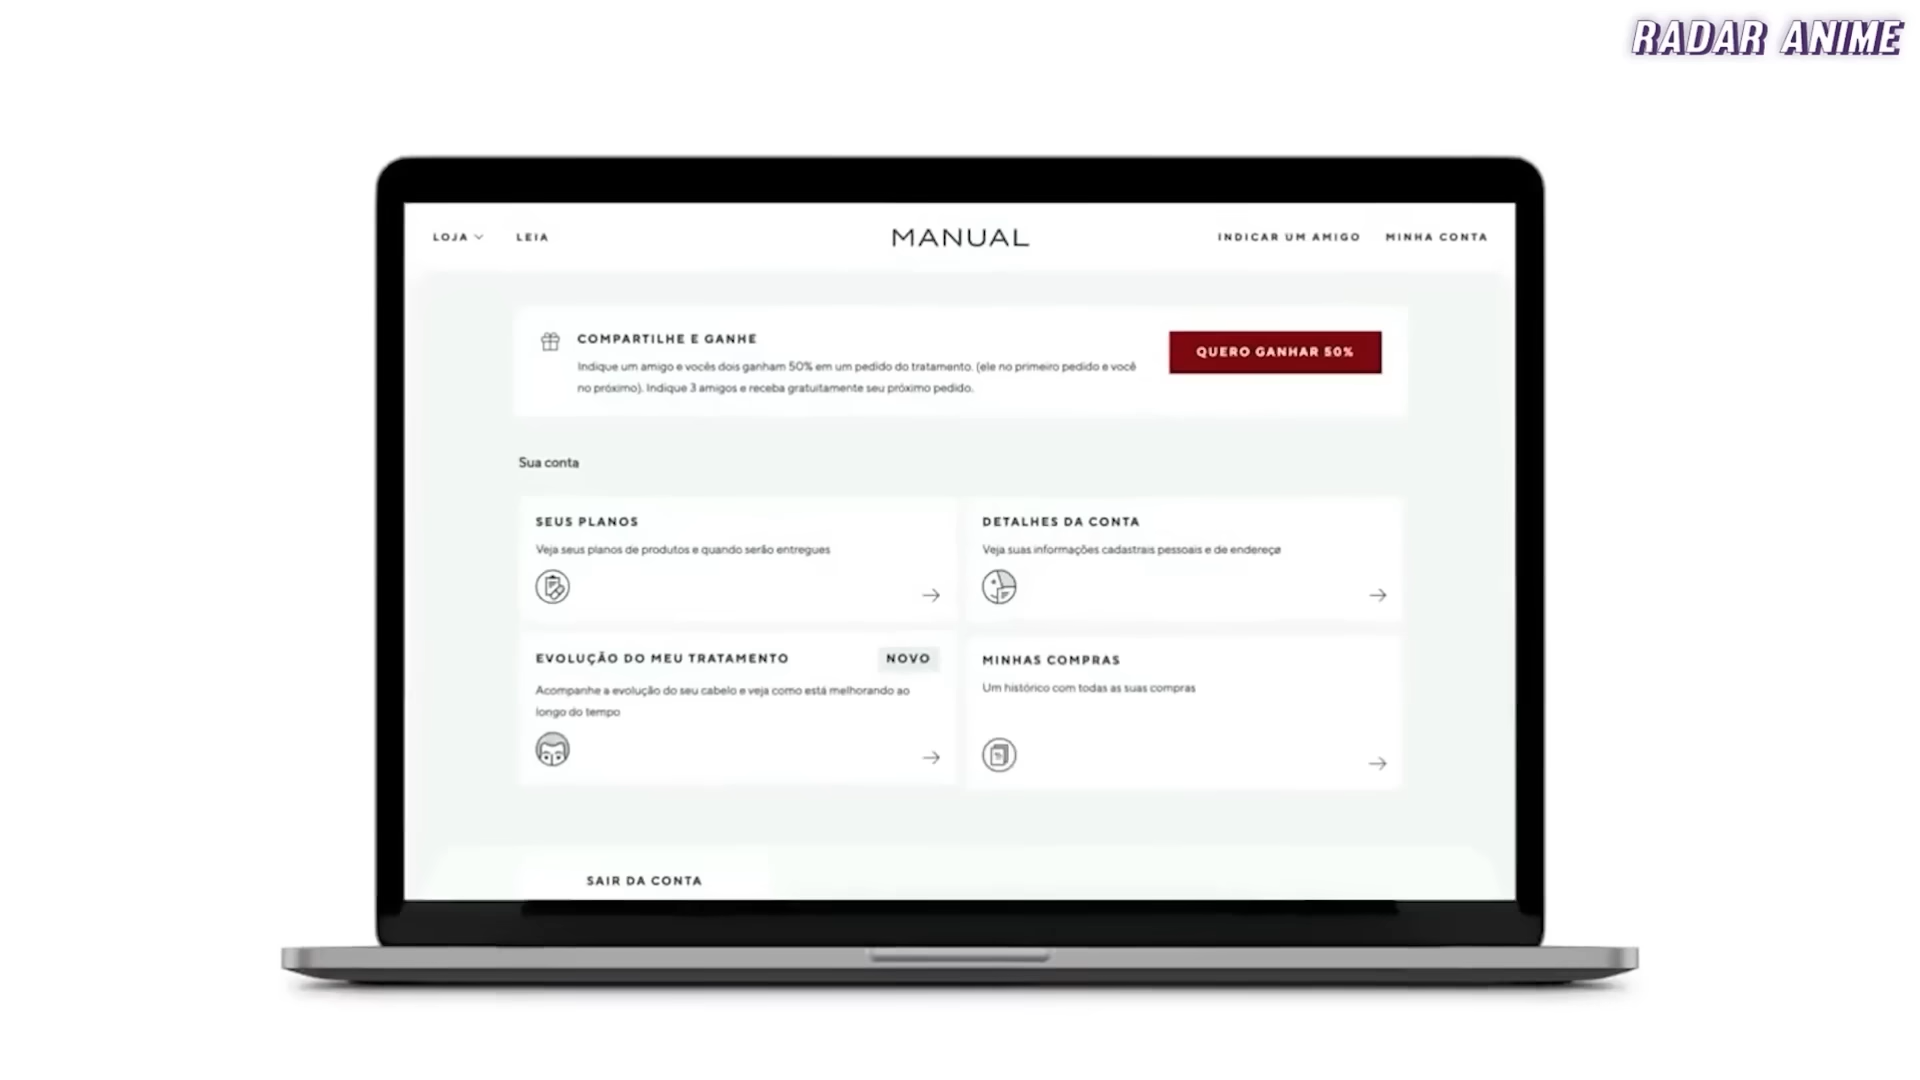 RADAR ANIME
LOJA
LEIA
MANUAL
INDICAR UM AMIGO
MINHA CONTA
COMPARTILHE E GANHE
Indique um amigo e vocês dois ganham 50% em um pedido do tratamento. (ele no primeiro pedido e você
no próximo). Indique 3 amigos e receba gratuitamente seu próximo pedido.
QUERO GANHAR 50%
Sua conta
SEUS PLANOS
Veja seus planos de produtos e quando serão entregues
DETALHES DA CONTA
Veja suas informações cadastrais pessoais e de endereço
EVOLUÇÃO DO MEU TRATAMENTO
NOVO
Acompanhe a evolução do seu cabelo e veja como está melhorando ao
longo do tempo
MINHAS COMPRAS
Um histórico com todas as suas compras
SAIR DA CONTA